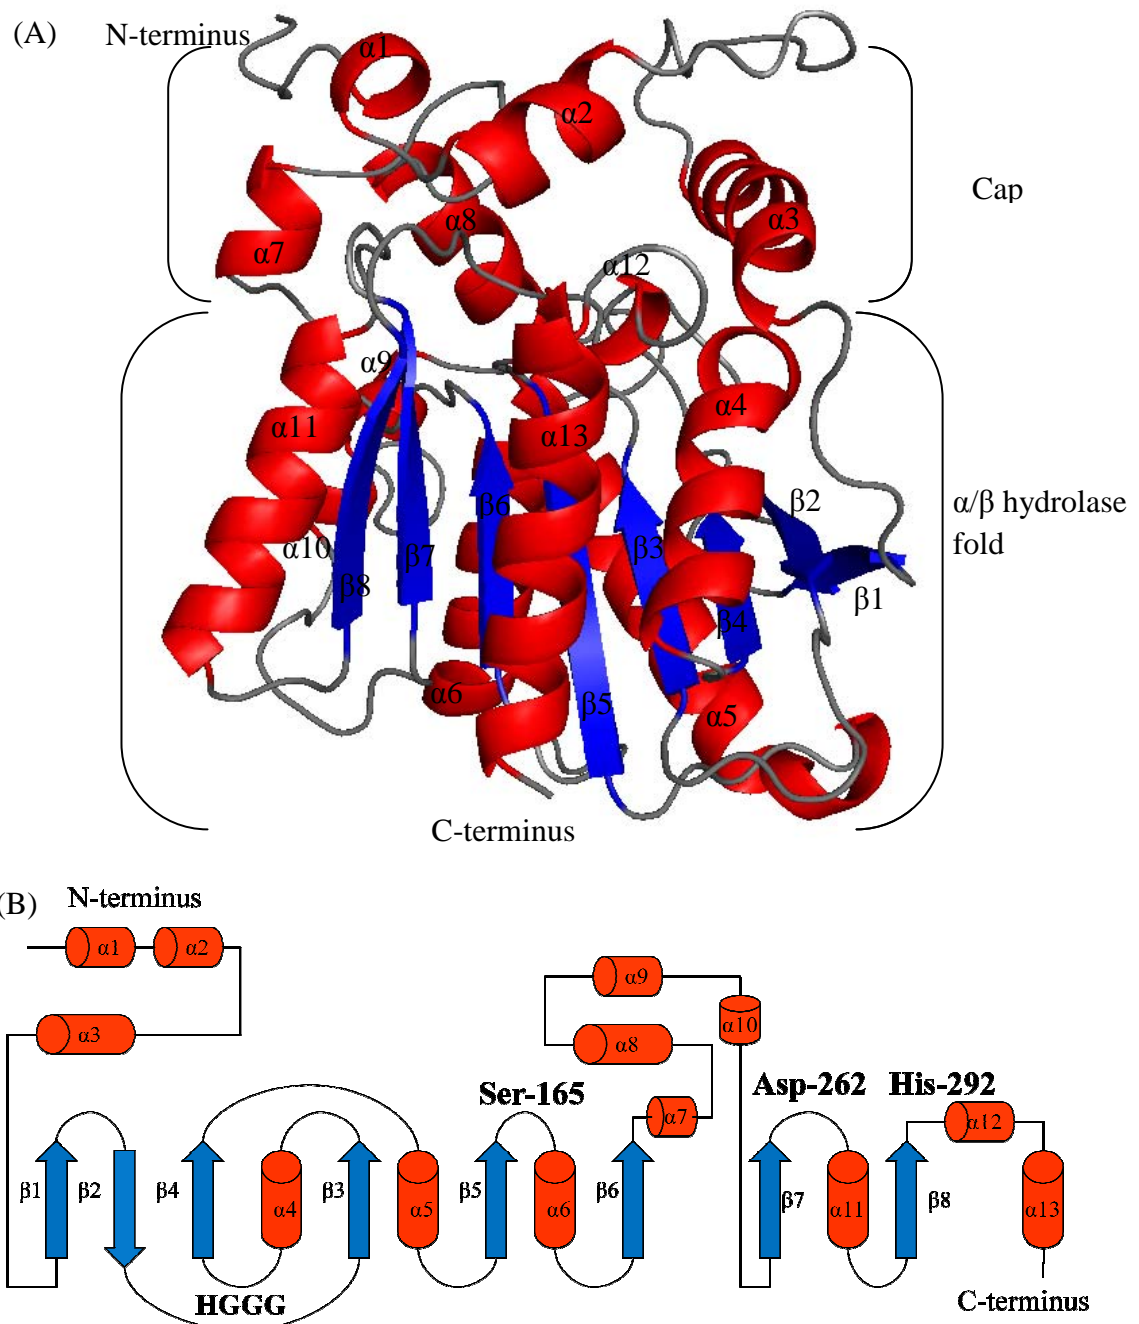 (A) N-terminus
α1
α2
Cap
α3
α8
α7
α12
α9
α4
α11
α13
β6
β2
α/β hydrolase
fold
α10
β7
β3
β8
β1
β4
α6
β5
α5
C-terminus
(B) N-terminus
α1 α2
α9
α10
α3
α8
Ser-165 Asp-262 His-292
α7
α12
β1 β2 β4 α4 β3 α5 β5 α6 β6 β7 α11 β8 α13
HGGG
C-terminus